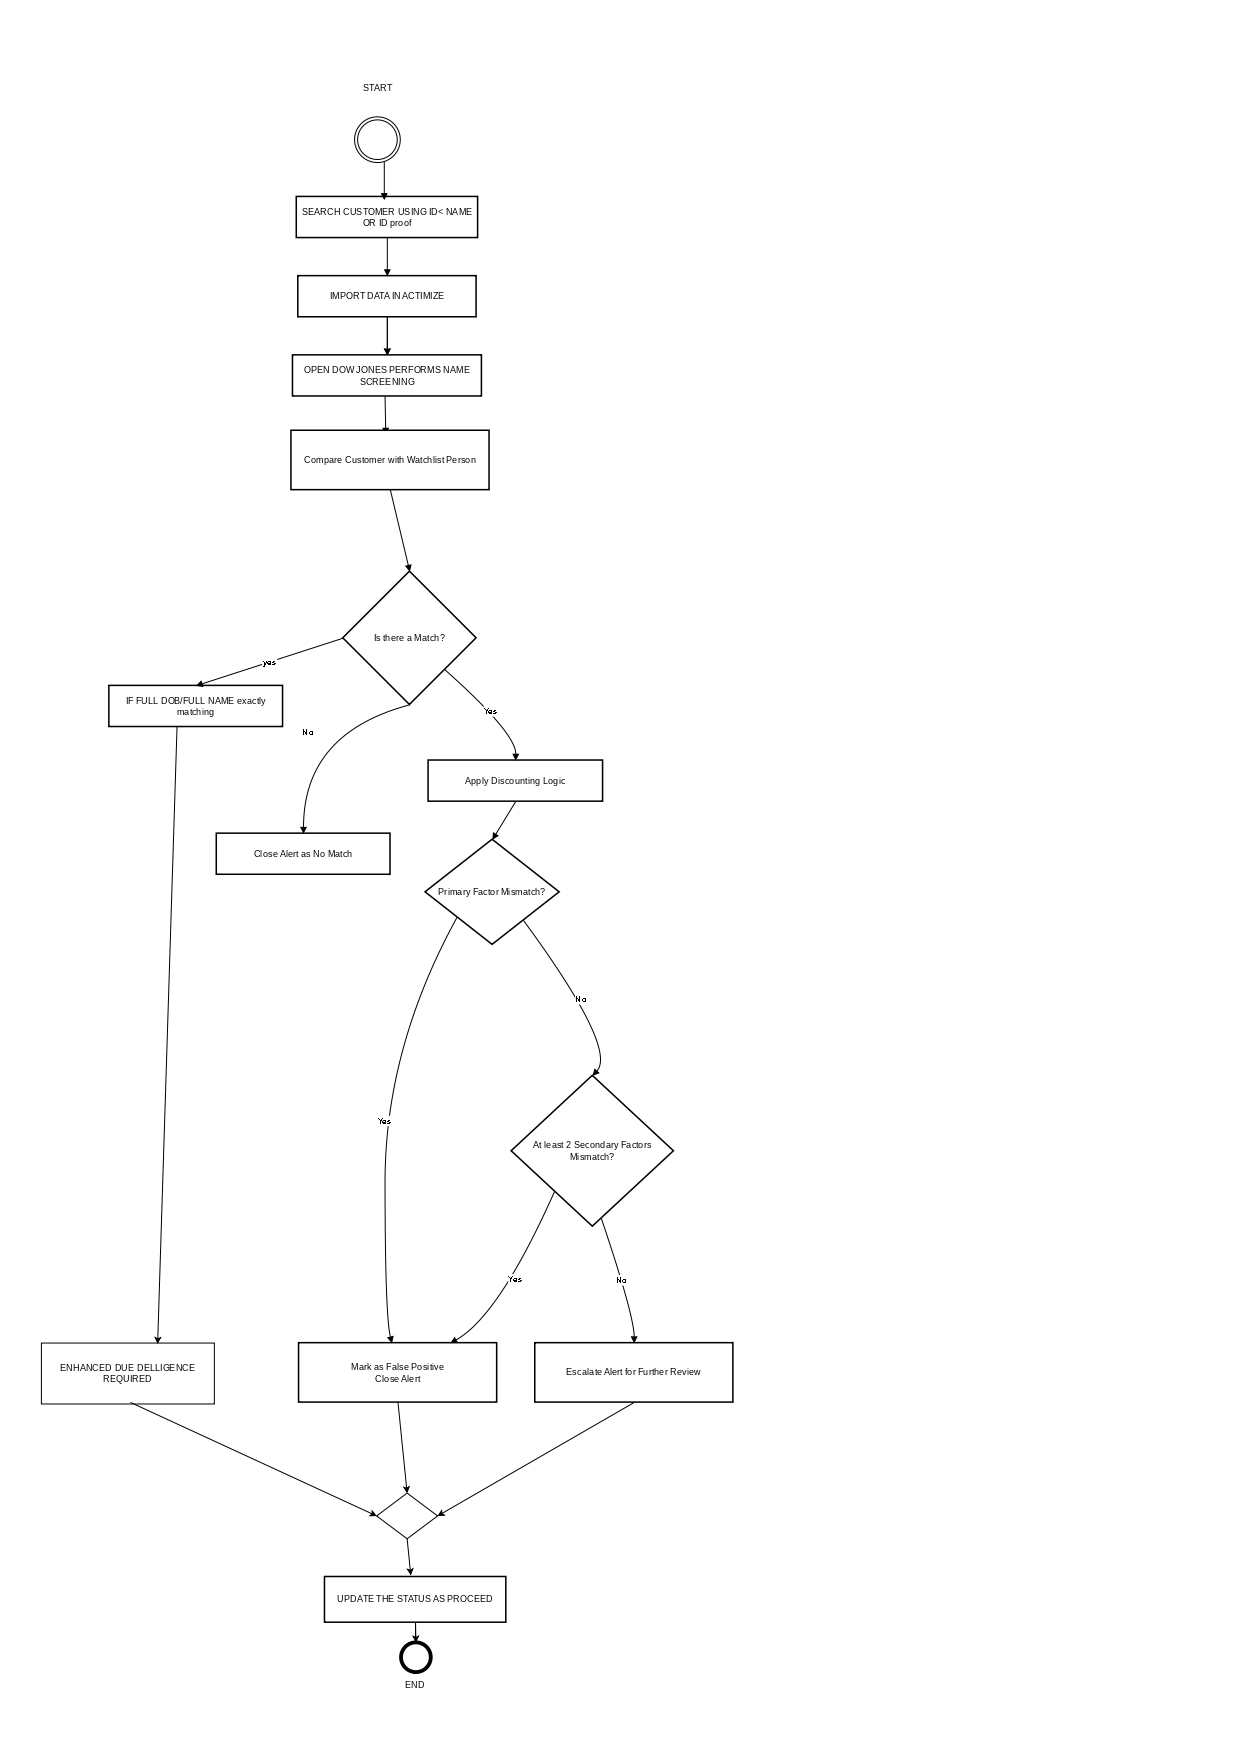 START
SEARCH CUSTOMER USING ID< NAME
OR ID proof
IMPORT DATA IN ACTIMIZE
OPEN DOW JONES PERFORMS NAME
SCREENING
Compare Customer with Watchlist Person
Is there a Match?
yes
IF FULL DOB/FULL NAME exactly
matching
No
Yes
Apply Discounting Logic
Close Alert as No Match
Primary Factor Mismatch?
No
Yes
At least 2 Secondary Factors
Mismatch?
Yes
No
ENHANCED DUE DELLIGENCE
REQUIRED
Mark as False Positive
Close Alert
Escalate Alert for Further Review
UPDATE THE STATUS AS PROCEED
END